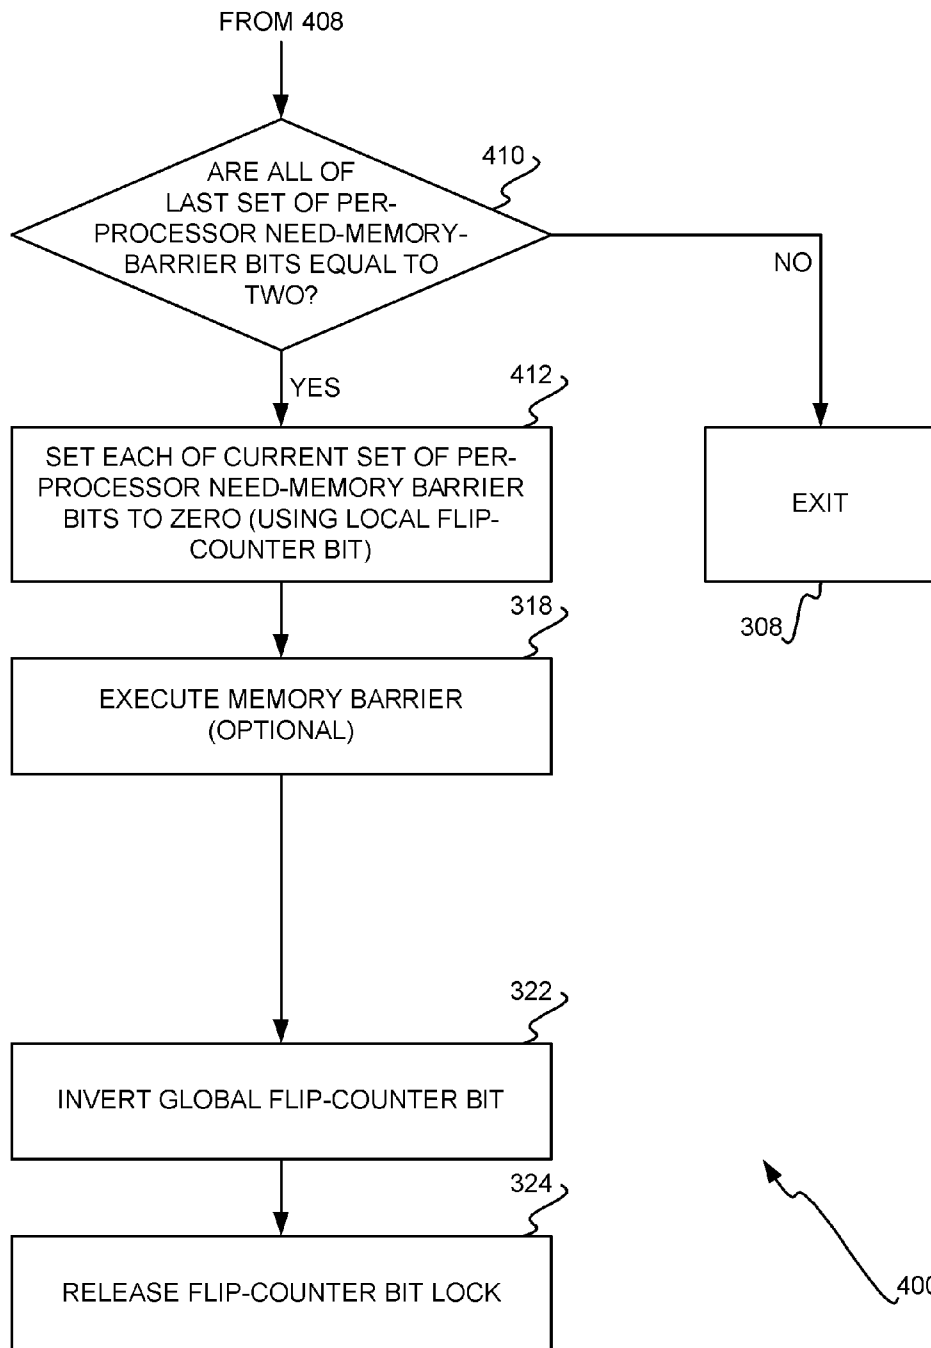 FROM 408
410
ARE ALL OF
LAST SET OF PER-
PROCESSOR NEED-MEMORY-
BARRIER BITS EQUAL TO
TWO?
NO
YES
412
SET EACH OF CURRENT SET OF PER-
PROCESSOR NEED-MEMORY BARRIER
BITS TO ZERO (USING LOCAL FLIP-
COUNTER BIT)
EXIT
308
318
EXECUTE MEMORY BARRIER
(OPTIONAL)
322
INVERT GLOBAL FLIP-COUNTER BIT
324
RELEASE FLIP-COUNTER BIT LOCK
400